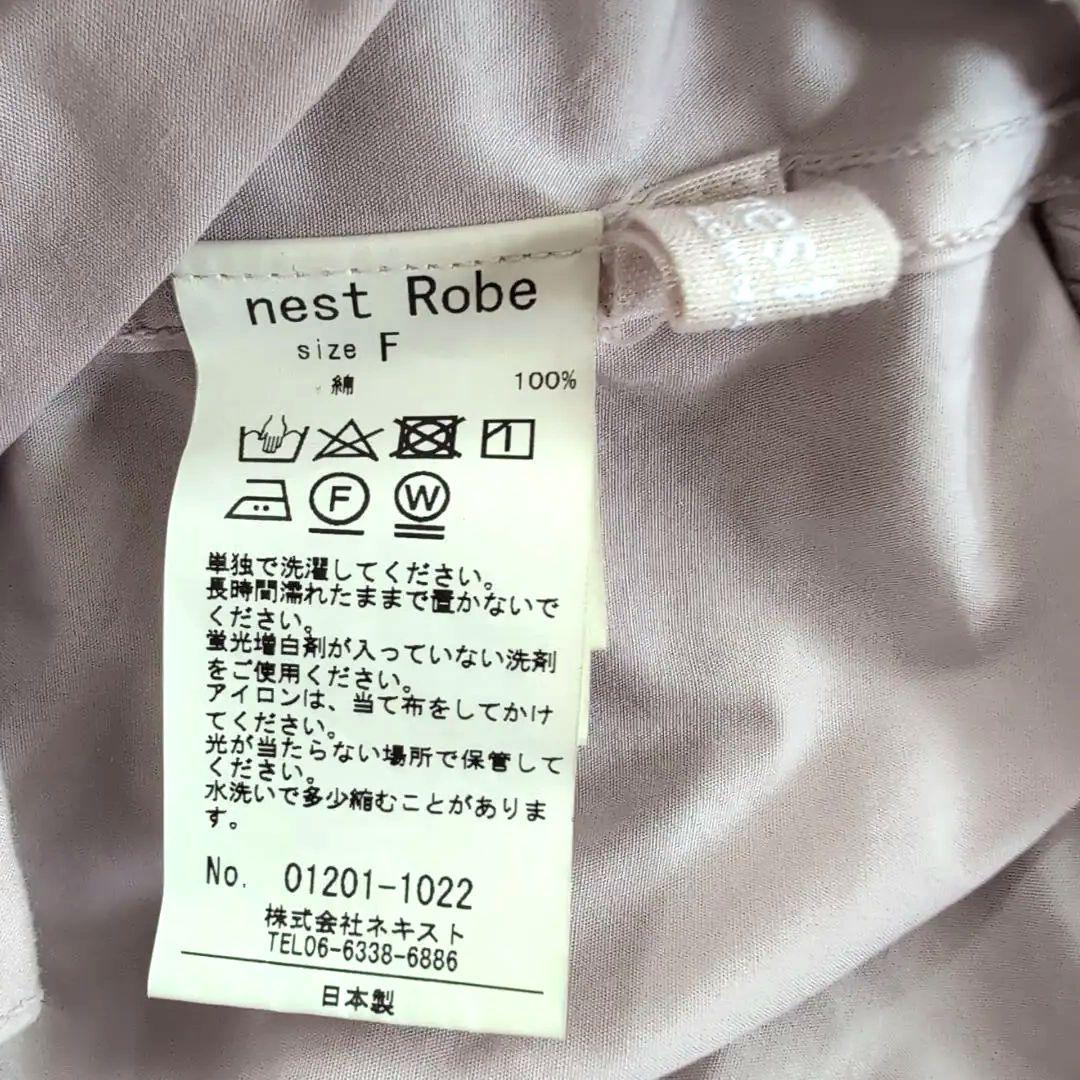 nest Robe
size F
綿 100%
F W
単独で洗濯してください。
長時間濡れたままで置かないで
ください。
蛍光増白剤が入っていない洗剤
をご使用ください。
アイロンは、当て布をしてかけ
てください。
光が当たらない場所で保管して
ください。
水洗いで多少縮むことがありま
す。
No. 01201-1022
株式会社ネキスト
TEL06-6338-6886
日本製